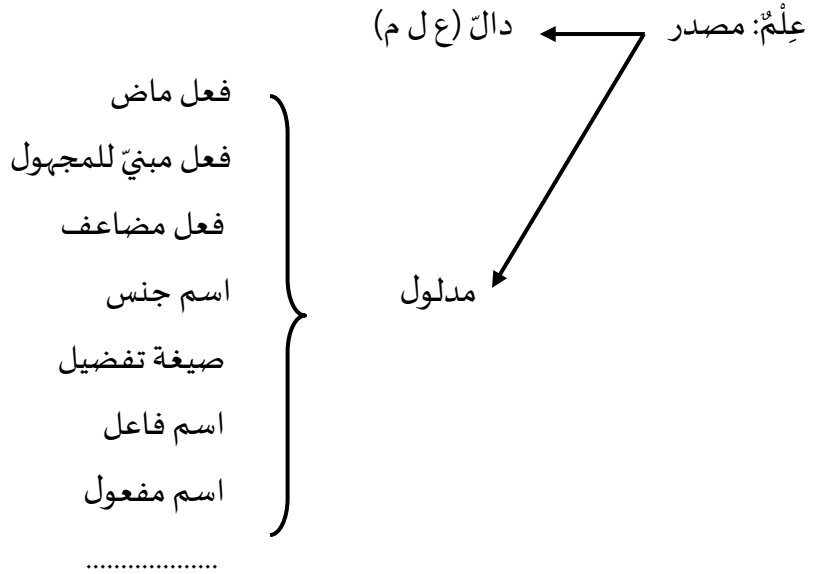 عِلْمٌ: مصدر دالّ (ع ل م)
فعل ماض
فعل مبنيّ للمجهول
فعل مضاعف
مدلول
اسم جنس
صيغة تفضيل
اسم فاعل
اسم مفعول
...................